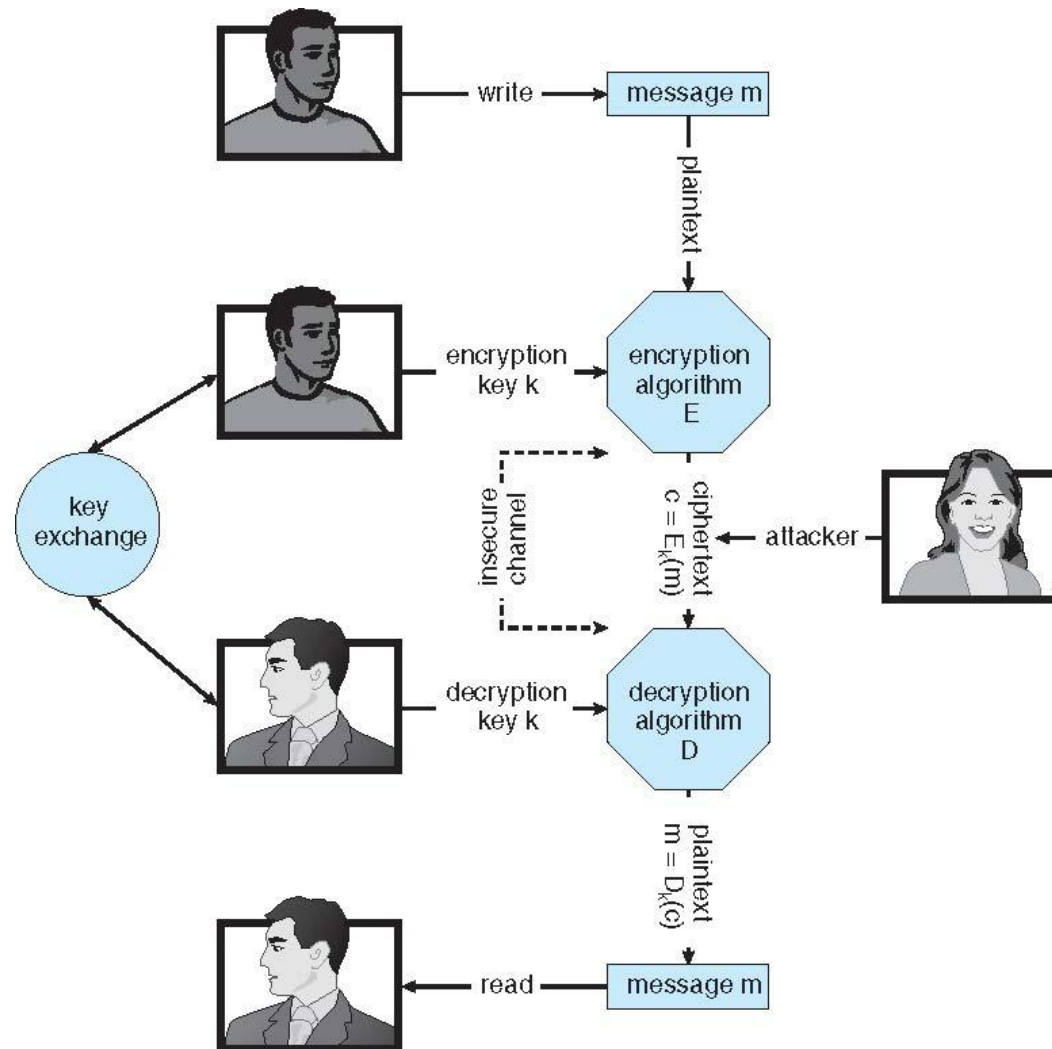 write
message m
plaintext
encryption
key k
encryption
algorithm
E
key
exchange
insecure
channel
ciphertext
c = Eₖ(m)
attacker
decryption
key k
decryption
algorithm
D
plaintext
m = Dₖ(c)
read
message m